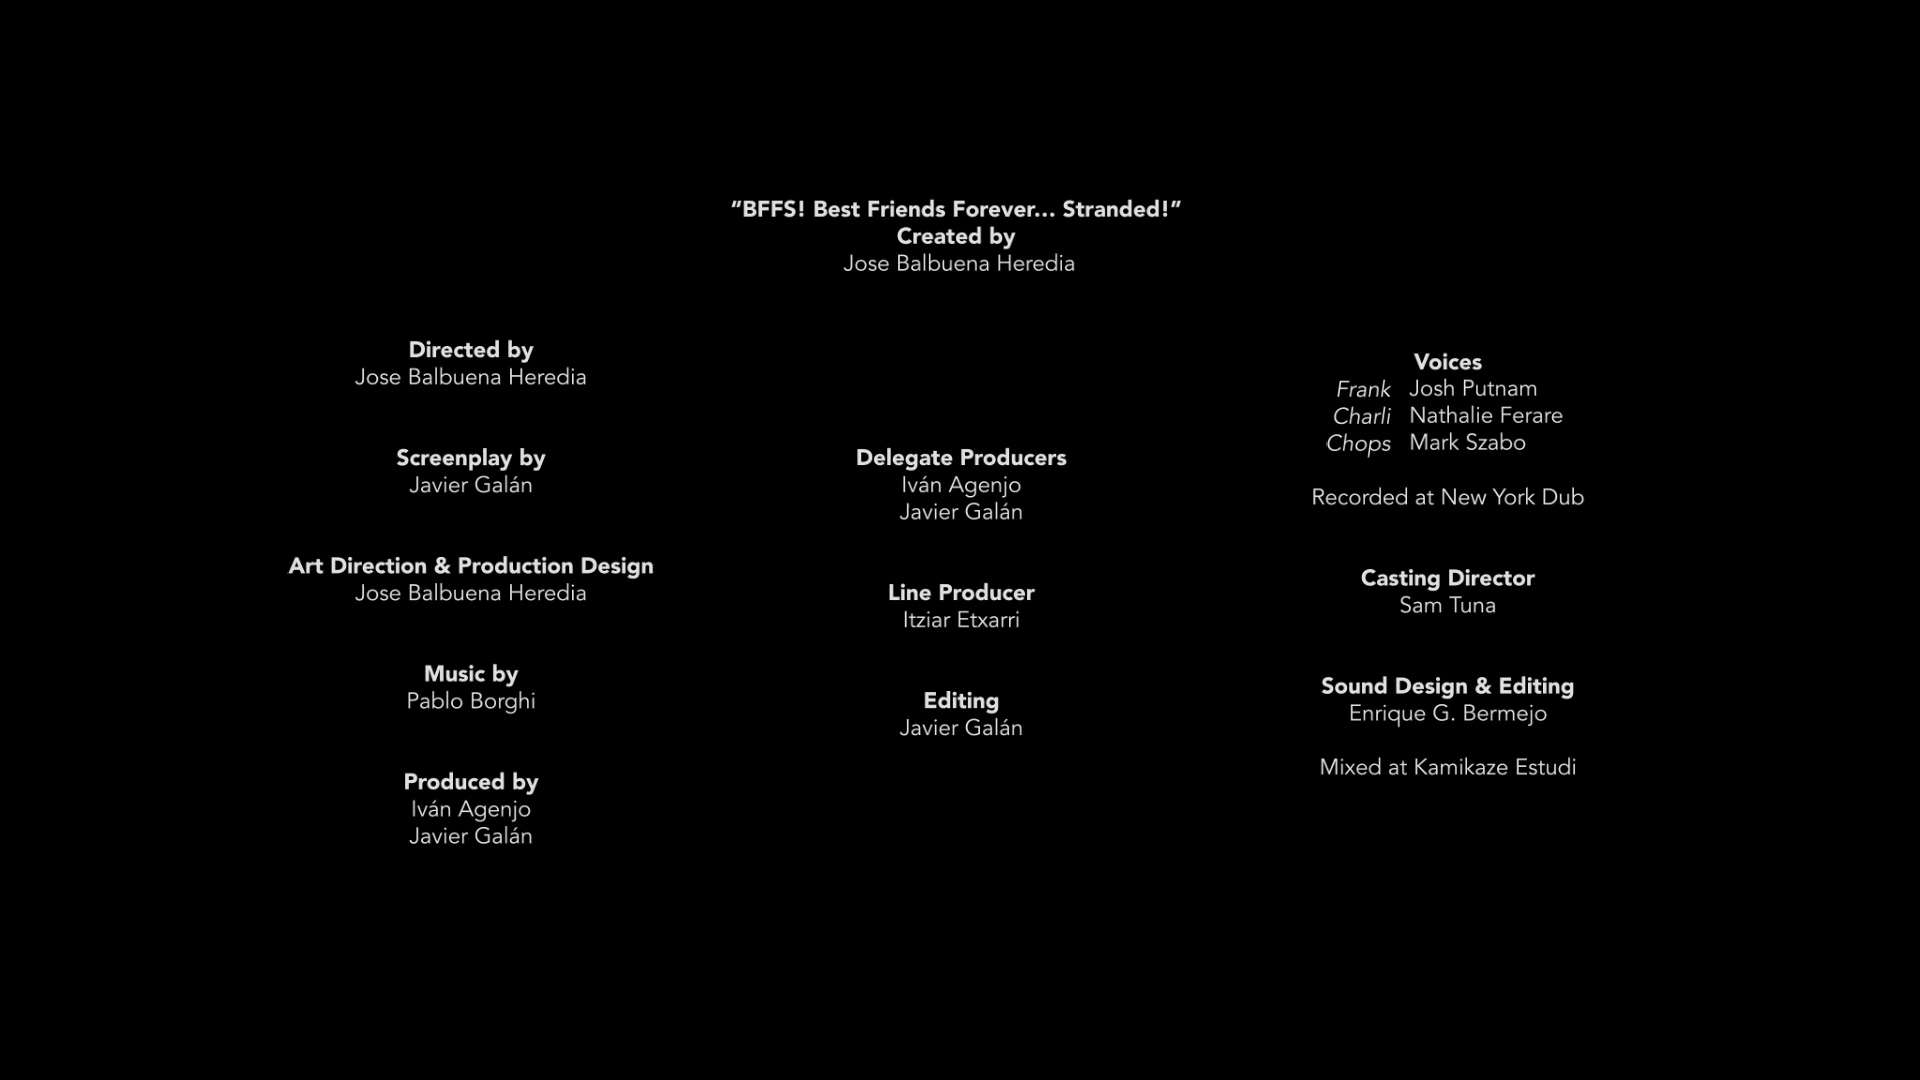 ”BFFS! Best Friends Forever... Stranded!”
Created by
Jose Balbuena Heredia
Directed by
Jose Balbuena Heredia
Screenplay by
Javier Galán
Art Direction & Production Design
Jose Balbuena Heredia
Music by
Pablo Borghi
Produced by
Iván Agenjo
Javier Galán
Delegate Producers
Iván Agenjo
Javier Galán
Line Producer
Itziar Etxarri
Editing
Javier Galán
Voices
Frank Josh Putnam
Charli Nathalie Ferare
Chops Mark Szabo
Recorded at New York Dub
Casting Director
Sam Tuna
Sound Design & Editing
Enrique G. Bermejo
Mixed at Kamikaze Estudi